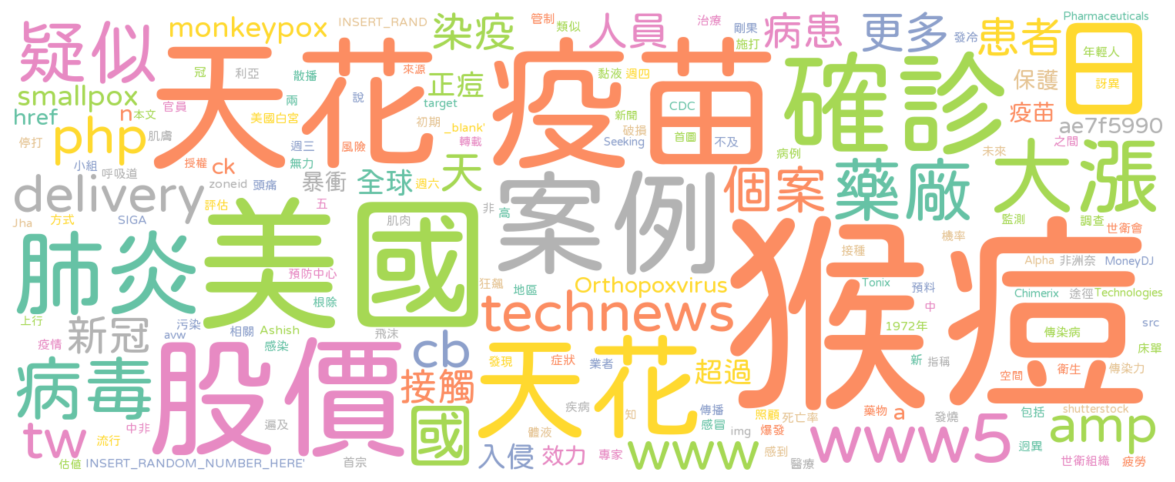 疑似
monkeypox
INSERT_RAND
染疫
管制
類似
人員
治療
施打
病患
剛果
更多
發冷
患者
Pharmaceuticals
年輕人
訝異
日
天花
疫苗
確診
冠
利亞
散播
來源
正痘
黏液
週四
保護
smallpox
官員
兩
說
target
新聞
CDC
疫苗
href
n
本文
美國白宮
初期
_blank'
破損
首圖
ae7f5990
php
停打
肌膚
週三
風險
轉載
Seeking
不及
病例
未來
之間
小組
授權
無力
大漲
呼吸道
ck
暴衝
全球
天
案例
個案
藥廠
delivery
zoneid
頭痛
週六
非
高
監測
調查
方式
SIGA
評估
五
肌肉
世衛會
Jha
機率
肺炎
美國
預防中心
接種
Alpha
非洲奈
MoneyDJ
狂飆
地區
Orthopoxvirus
Tonix
預料
Chimerix
途徑
Technologies
根除
technews
中
猴痘
上行
新冠
污染
相關
Ashish
飛沫
1972年
傳染病
src
疫情
avw
感染
cb
發現
症狀
業者
新
指稱
床單
病毒
股價
天花
超過
空間
衛生
傳染力
接觸
疾病
知
傳播
照顧
死亡率
藥物
a
shutterstock
tw
中非
遍及
國
體液
感冒
img
爆發
發燒
包括
迥異
amp
流行
www
感到
www5
估值
INSERT_RANDOM_NUMBER_HERE'
首宗
入侵
效力
專家
醫療
世衛組織
疲勞